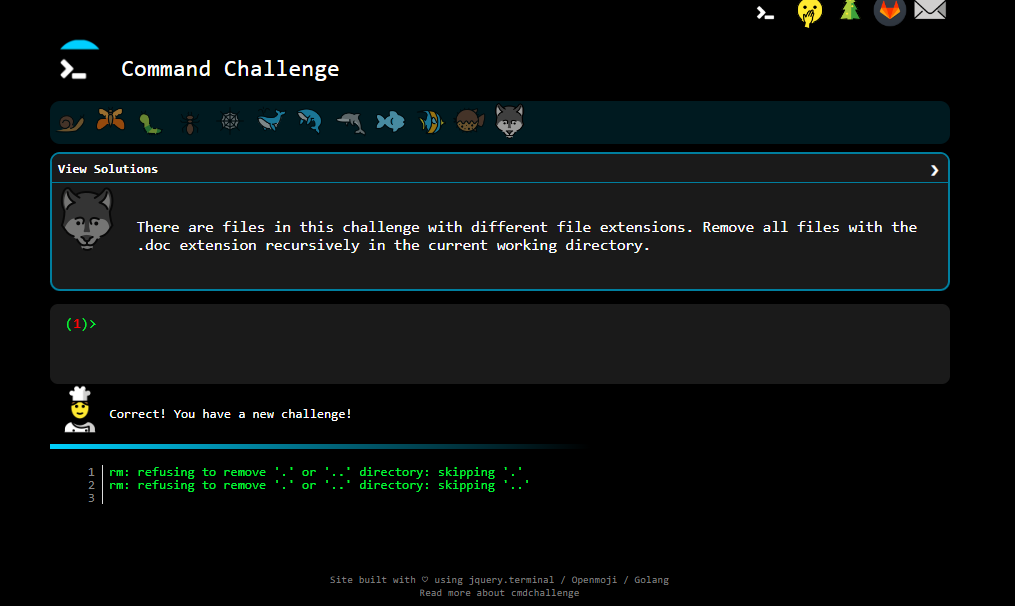 Command Challenge
View Solutions
There are files in this challenge with different file extensions. Remove all files with the
.doc extension recursively in the current working directory.
(1)>
Correct! You have a new challenge!
1 rm: refusing to remove '.' or '..' directory: skipping '.'
2 rm: refusing to remove '.' or '..' directory: skipping '..'
3
Site built with ♡ using jquery.terminal / Openmoji / Golang
Read more about cmdchallenge